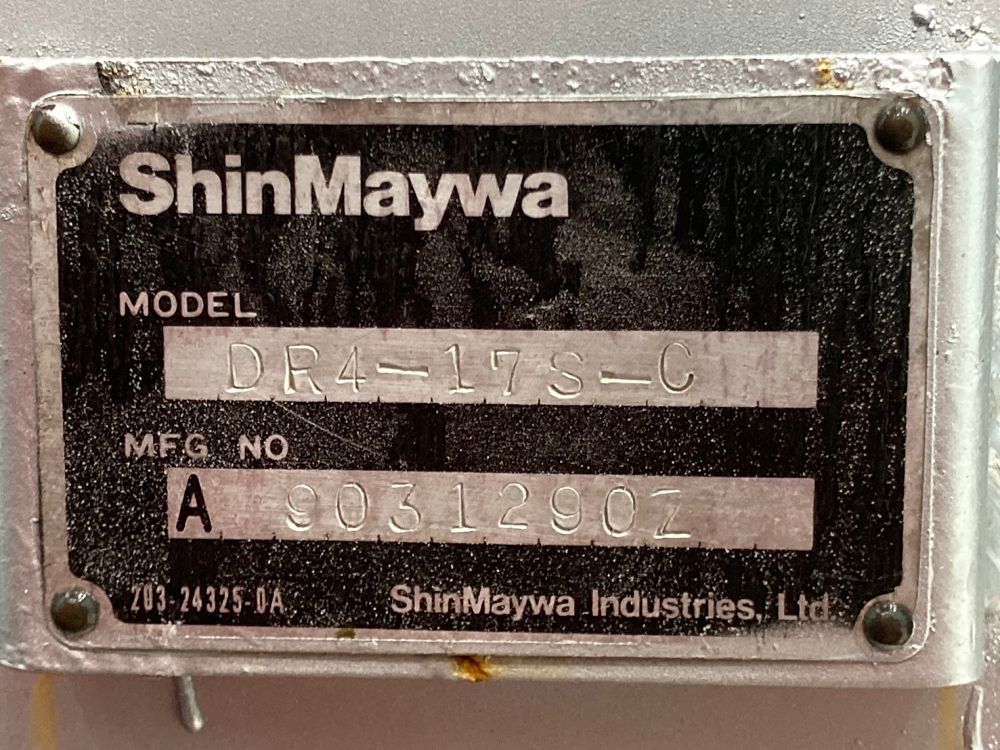 ShinMaywa
MODEL
DR4-17S-C
MFG NO
A 90312902
203-24325-0A
ShinMaywa Industries, Ltd.